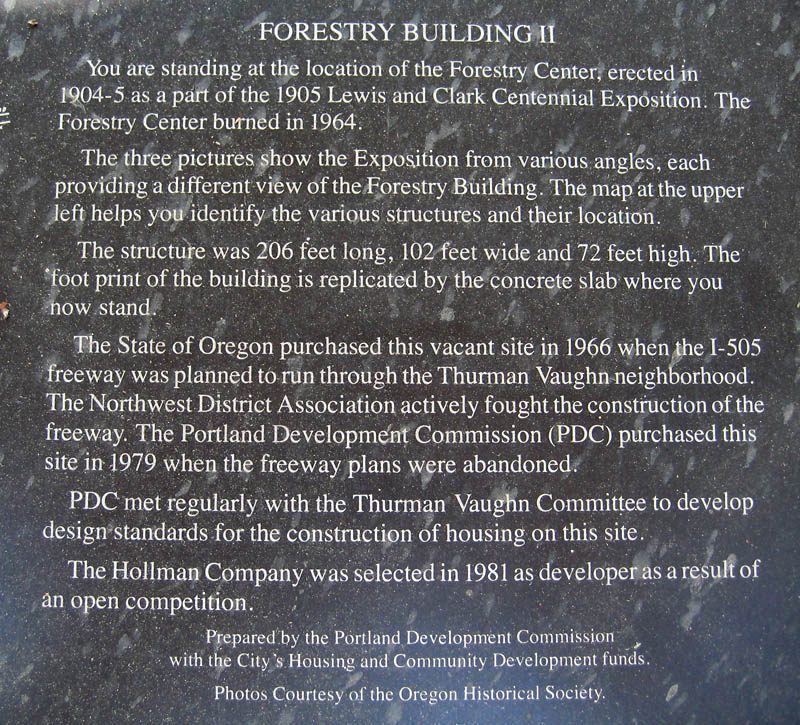 FORESTRY BUILDING II
You are standing at the location of the Forestry Center, erected in
1904-5 as a part of the 1905 Lewis and Clark Centennial Exposition. The
Forestry Center burned in 1964.
The three pictures show the Exposition from various angles, each
providing a different view of the Forestry Building. The map at the upper
left helps you identify the various structures and their location.
The structure was 206 feet long, 102 feet wide and 72 feet high. The
foot print of the building is replicated by the concrete slab where you
now stand.
The State of Oregon purchased this vacant site in 1966 when the I-505
freeway was planned to run through the Thurman Vaughn neighborhood.
The Northwest District Association actively fought the construction of the
freeway. The Portland Development Commission (PDC) purchased this
site in 1979 when the freeway plans were abandoned.
PDC met regularly with the Thurman Vaughn Committee to develop
design standards for the construction of housing on this site.
The Hollman Company was selected in 1981 as developer as a result of
an open competition.
Prepared by the Portland Development Commission
with the City's Housing and Community Development funds.
Photos Courtesy of the Oregon Historical Society.